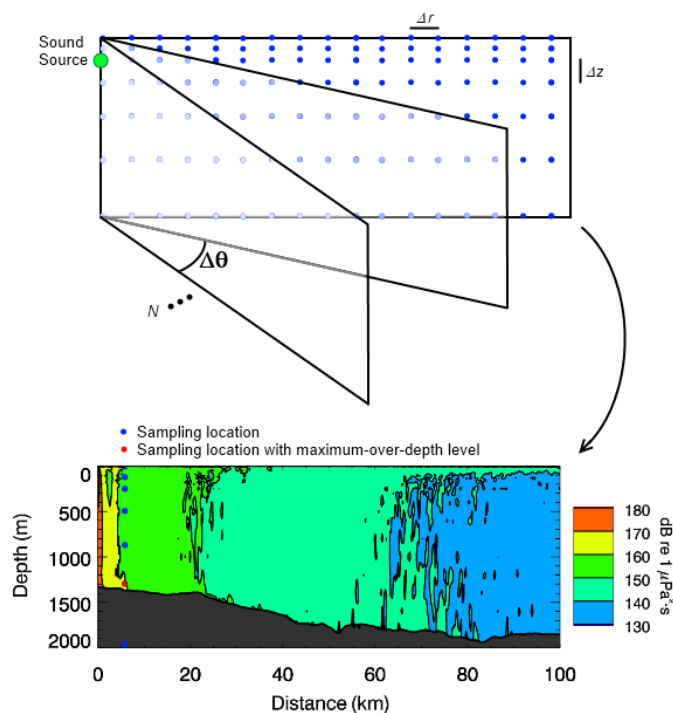 Δr
Sound
Source
Δz
Δθ
N
Sampling location
Sampling location with maximum-over-depth level
0
500
1000
1500
2000
Depth (m)
0 20 40 60 80 100
Distance (km)
180
170
160
150
140
130
dB re 1 μPa²·s